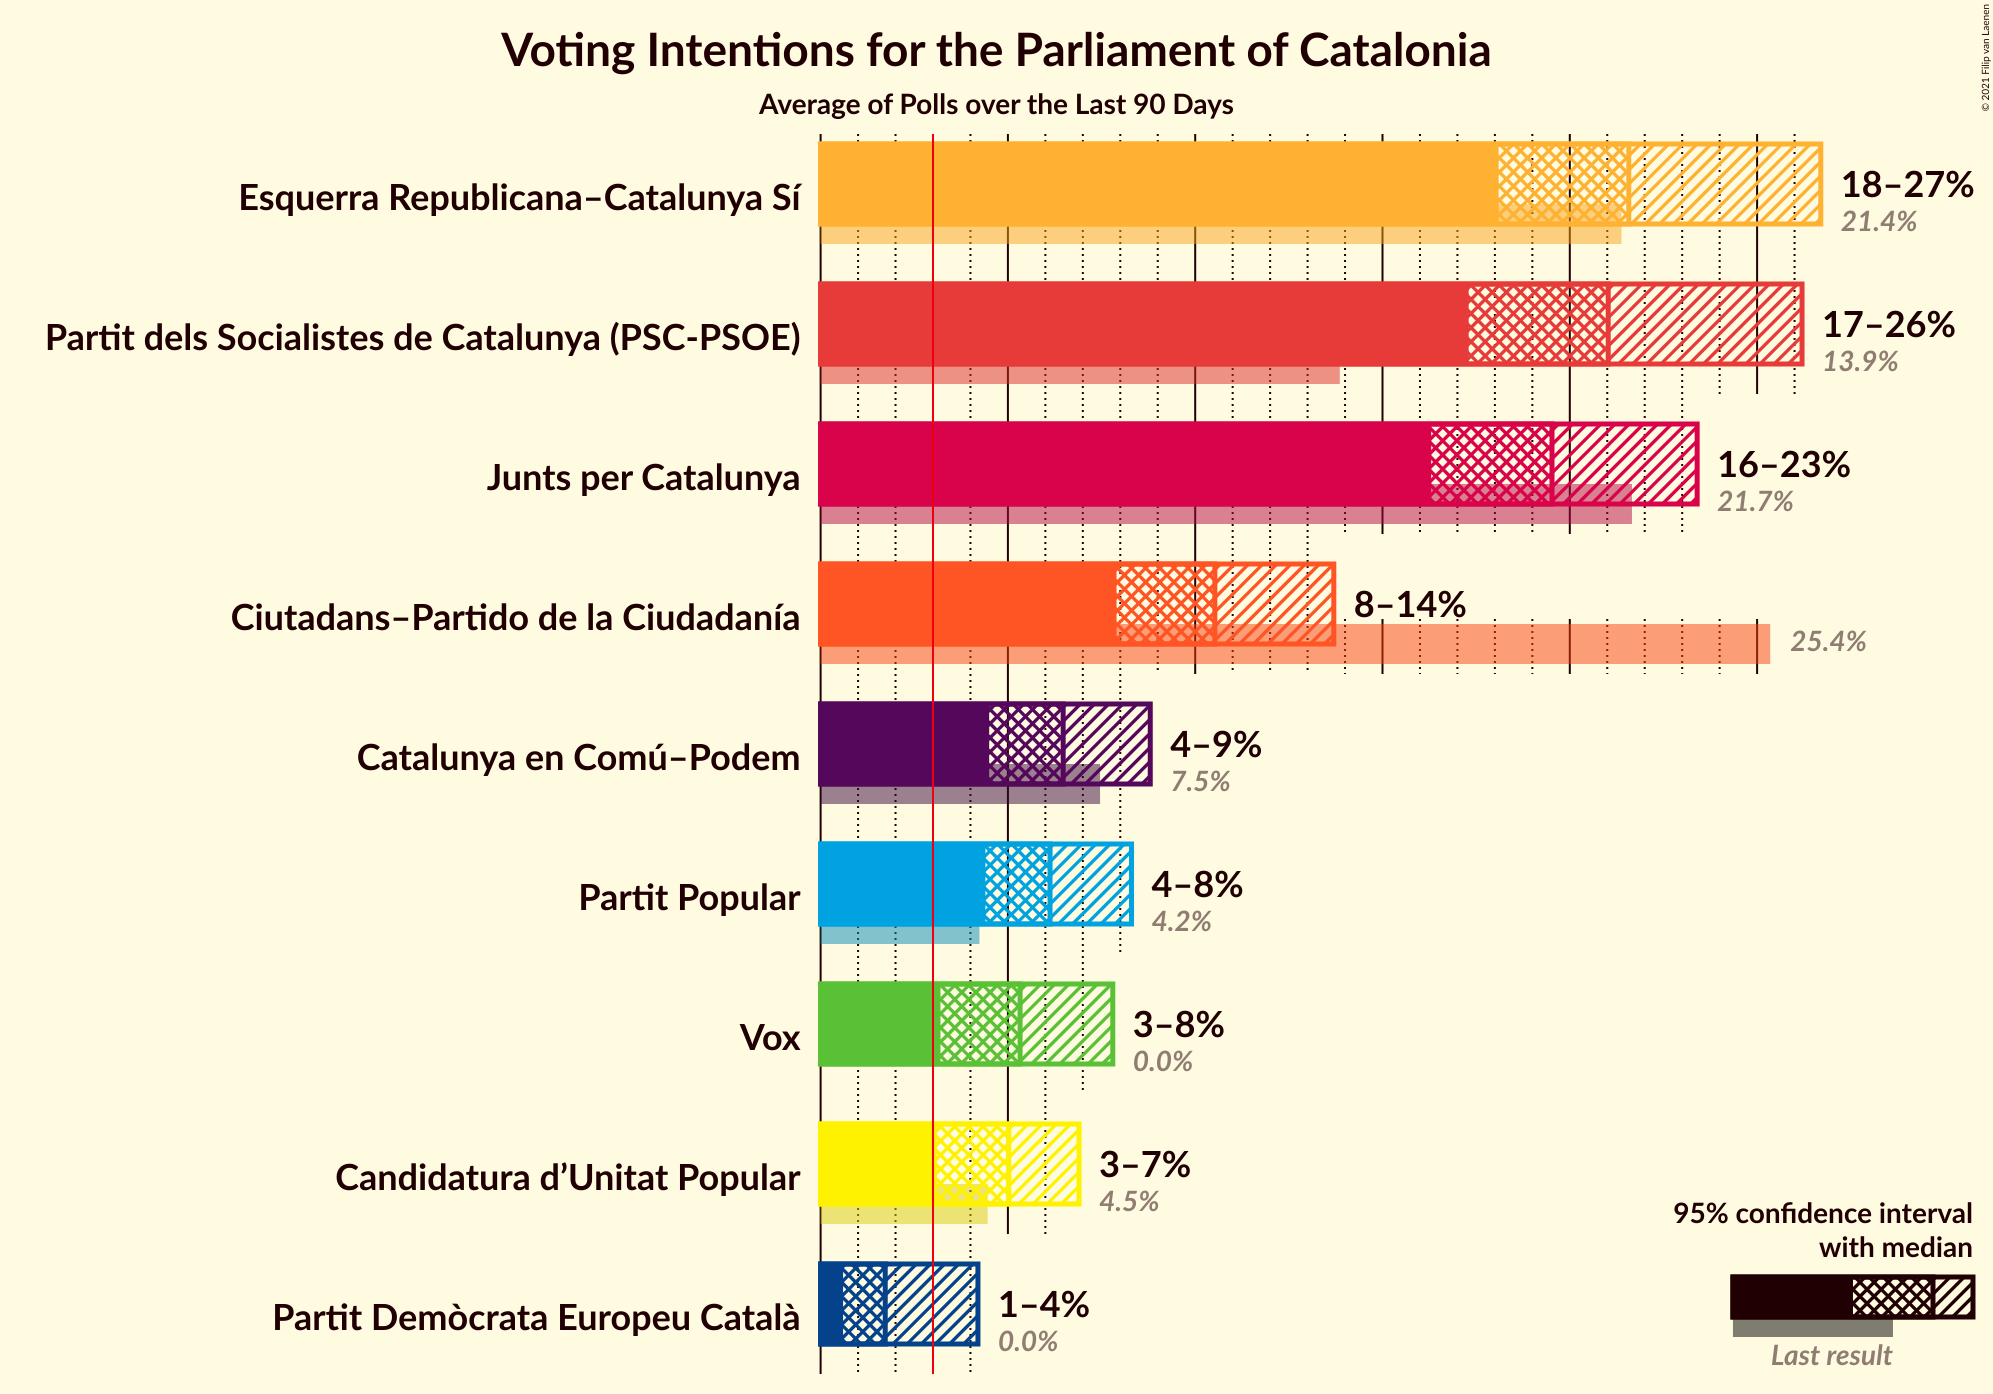 Voting Intentions for the Parliament of Catalonia
Average of Polls over the Last 90 Days
© 2021 Filip van Laenen
Esquerra Republicana–Catalunya Sí
18–27%
21.4%
Partit dels Socialistes de Catalunya (PSC-PSOE)
17–26%
13.9%
Junts per Catalunya
16–23%
21.7%
Ciutadans–Partido de la Ciudadanía
8–14%
25.4%
Catalunya en Comú–Podem
4–9%
7.5%
Partit Popular
4–8%
4.2%
Vox
3–8%
0.0%
Candidatura d’Unitat Popular
3–7%
4.5%
Partit Demòcrata Europeu Català
1–4%
0.0%
95% confidence interval
with median
Last result